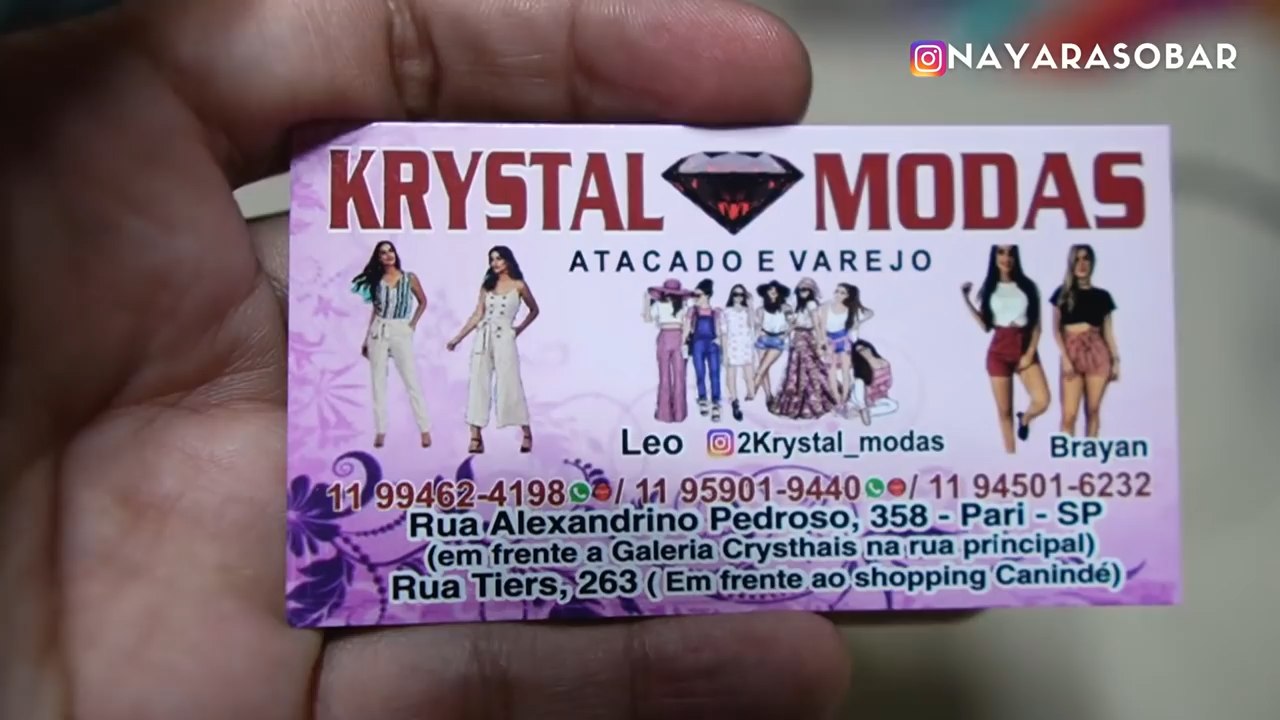 NAYARASOBAR
KRYSTAL MODAS
ATACADO E VAREJO
Leo 2Krystal_modas Brayan
11 99462-4198 / 11 95901-9440 / 11 94501-6232
Rua Alexandrino Pedroso, 358 - Pari - SP
(em frente a Galeria Crysthais na rua principal)
Rua Tiers, 263 ( Em frente ao shopping Canindé)